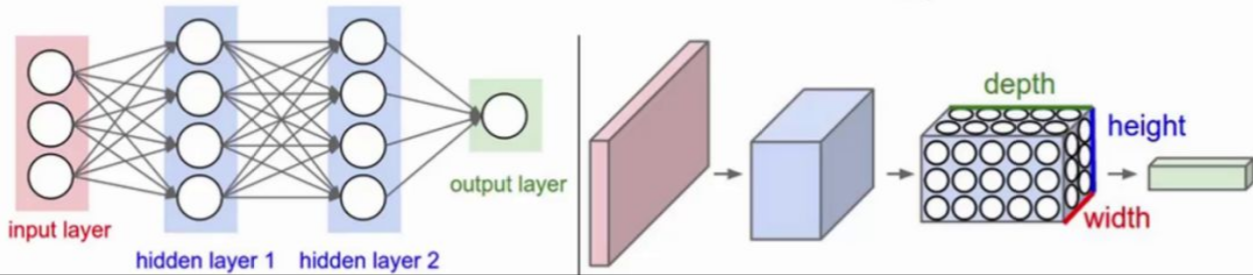 input layer
hidden layer 1
hidden layer 2
output layer
depth
height
width